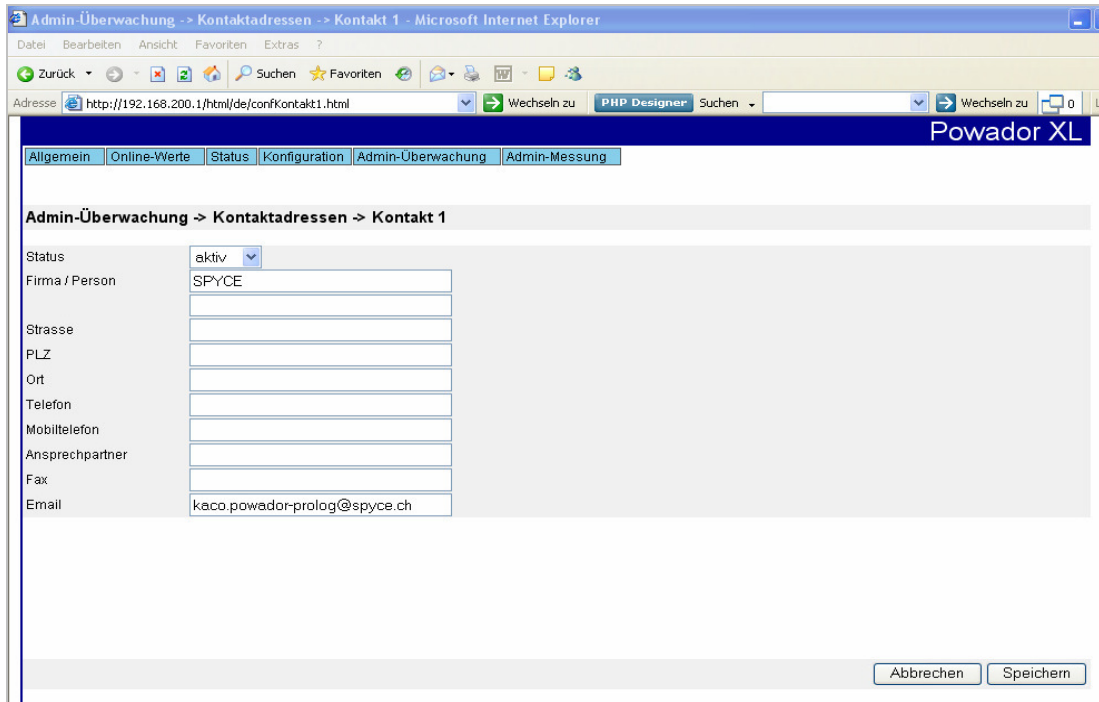 Admin-Überwachung -> Kontaktadressen -> Kontakt 1 - Microsoft Internet Explorer
Datei Bearbeiten Ansicht Favoriten Extras ?
Zurück Suchen Favoriten
Adresse http://192.168.200.1/html/de/confKontakt1.html Wechseln zu PHP Designer Suchen Wechseln zu 0
Powador XL
Allgemein Online-Werte Status Konfiguration Admin-Überwachung Admin-Messung
Admin-Überwachung -> Kontaktadressen -> Kontakt 1
Status aktiv
Firma / Person SPYCE
Strasse
PLZ
Ort
Telefon
Mobiltelefon
Ansprechpartner
Fax
Email kaco.powador-prolog@spyce.ch
Abbrechen Speichern